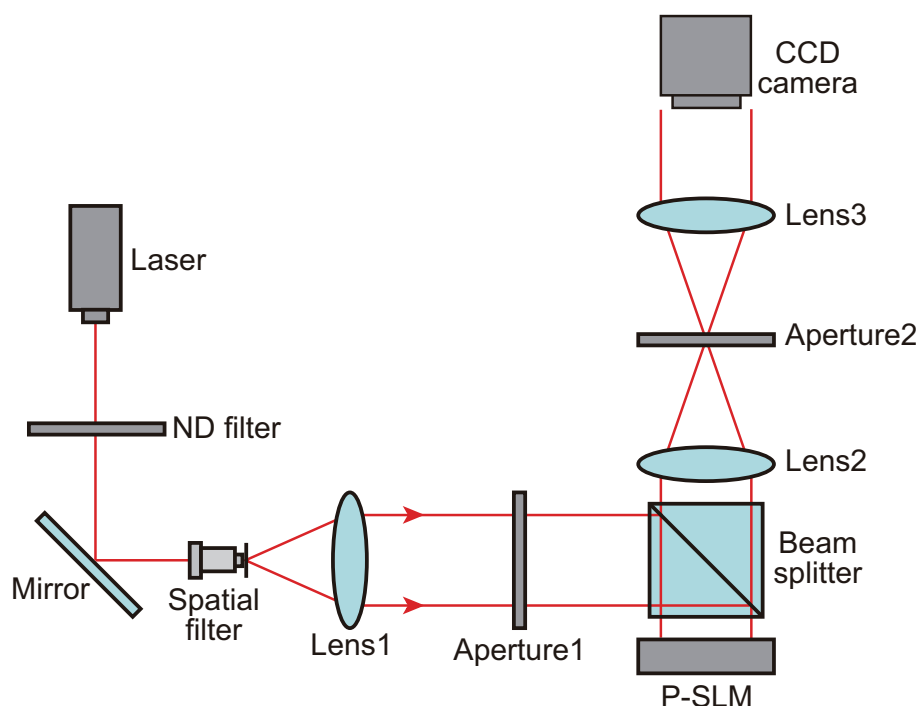 CCD
camera
Laser
Lens3
Aperture2
ND filter
Lens2
Mirror
Spatial
filter
Lens1
Aperture1
Beam
splitter
P-SLM